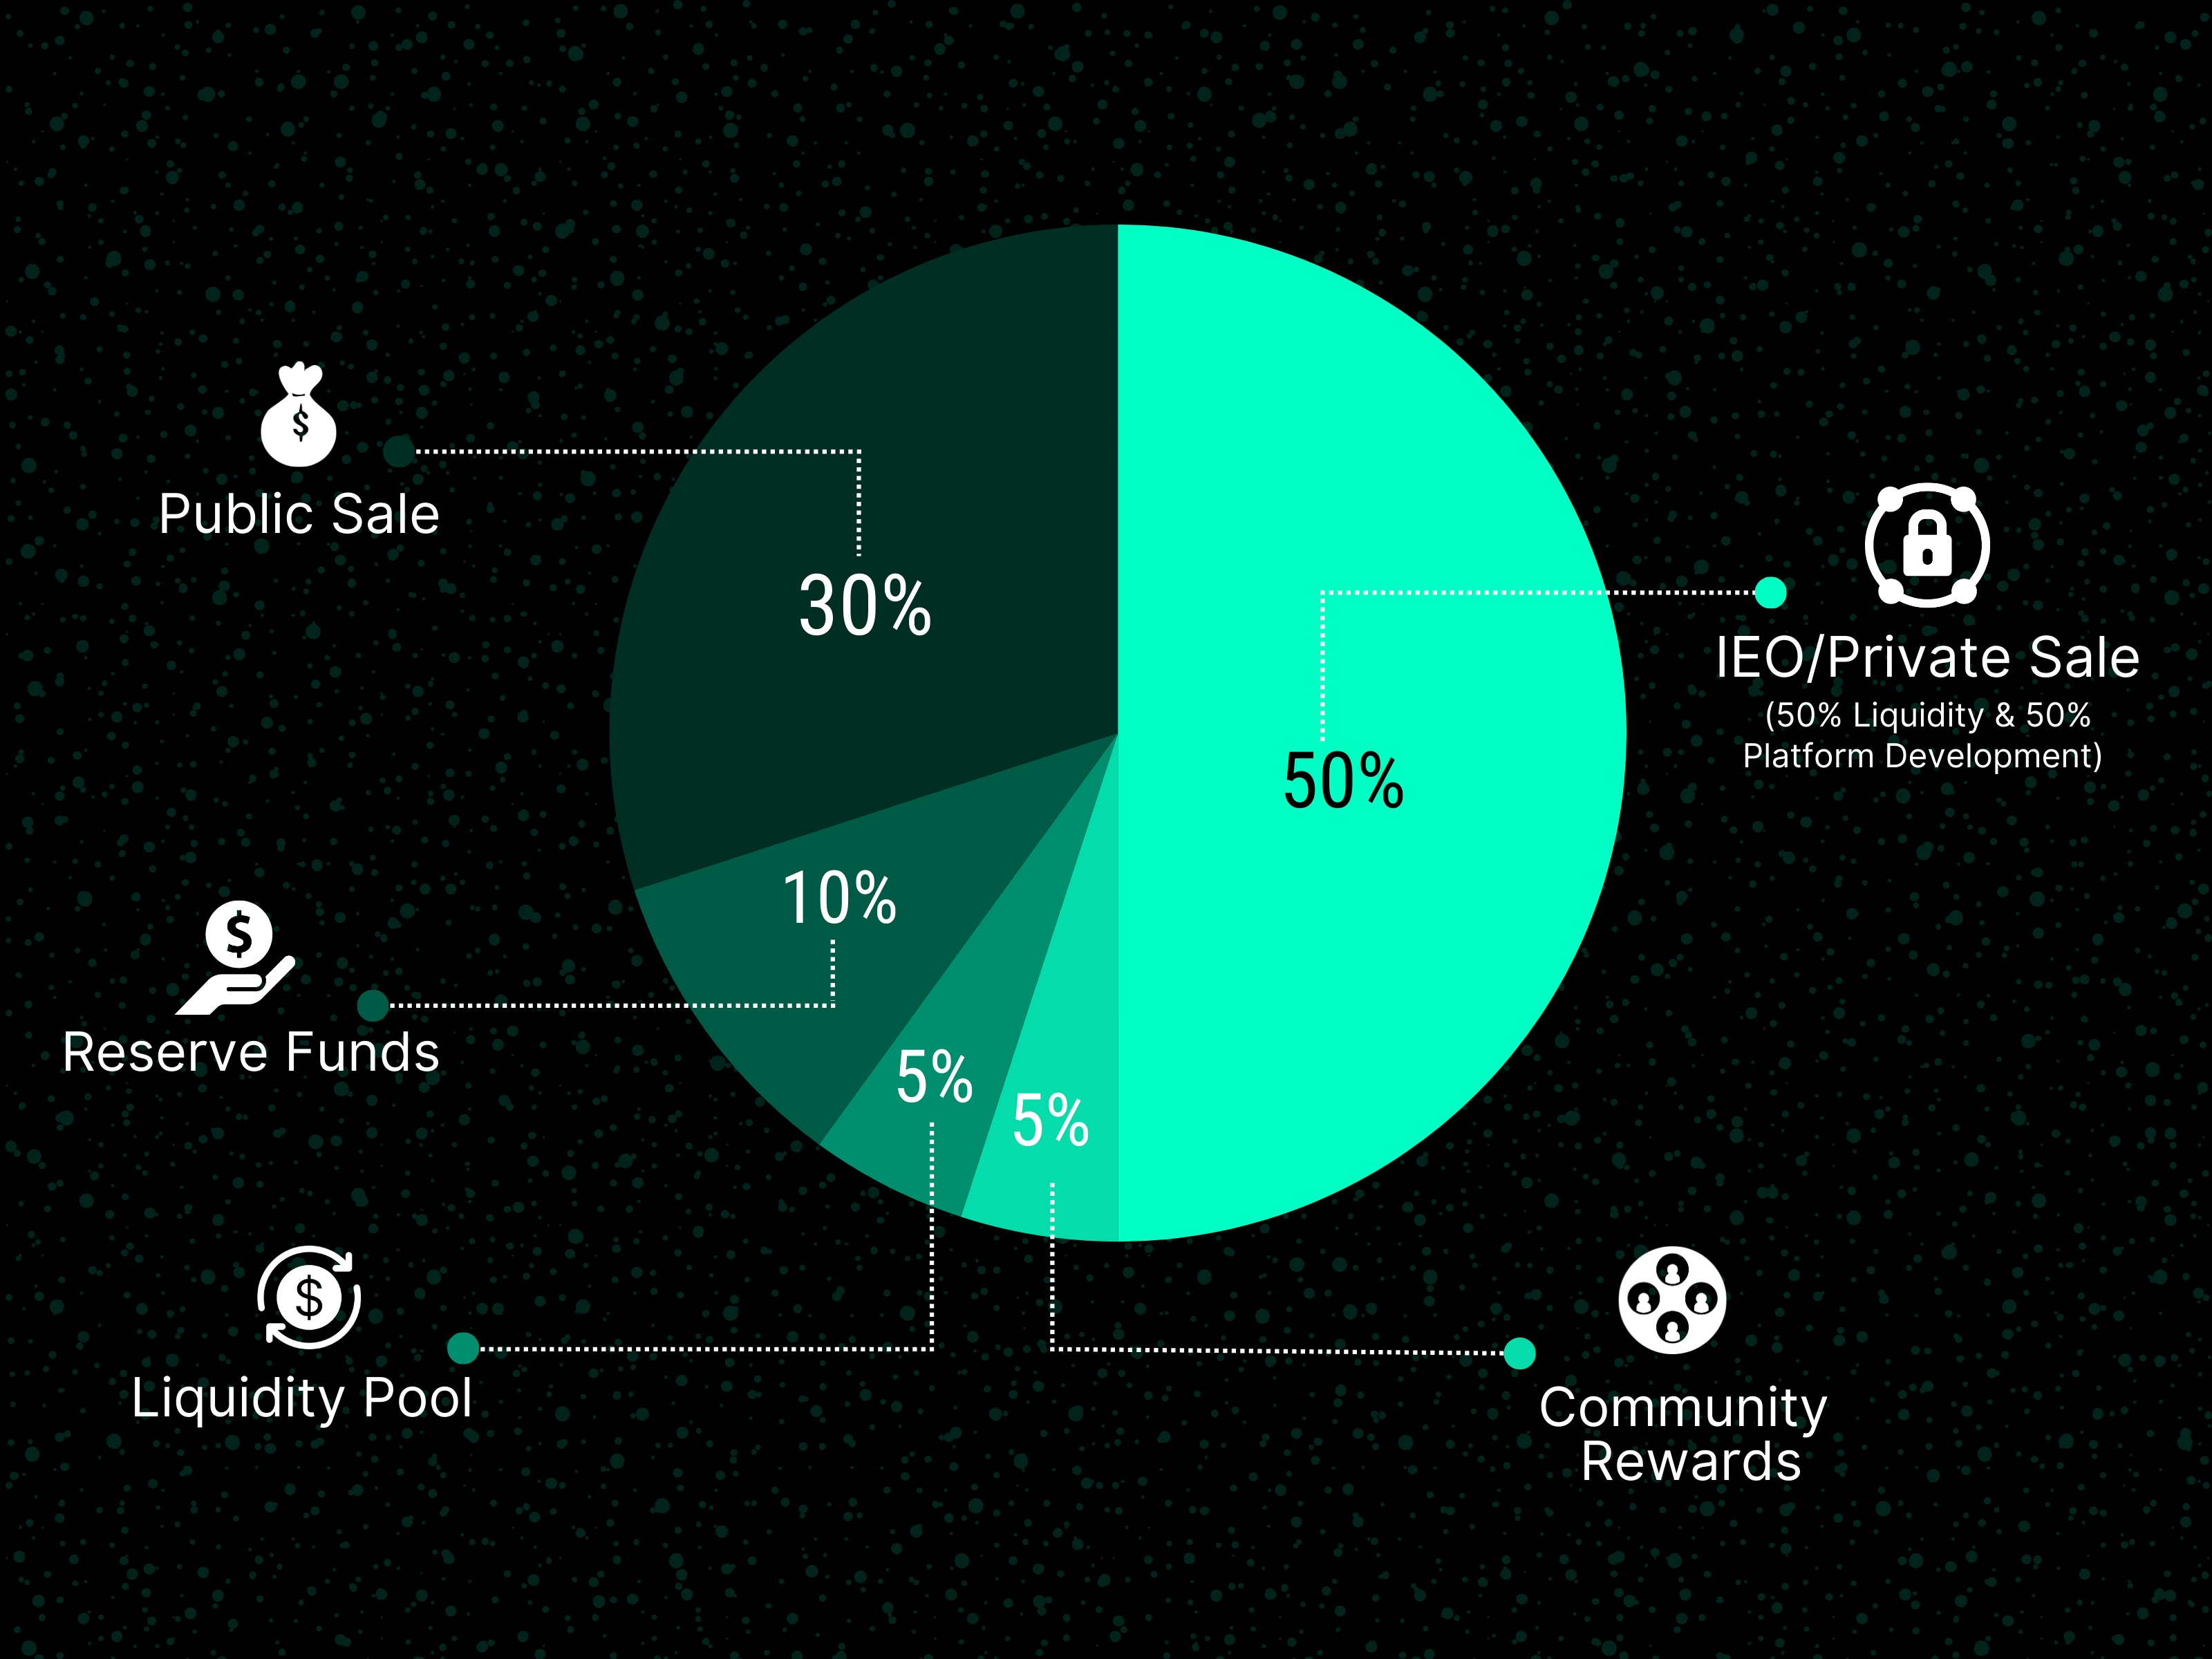 $
Public Sale
30%
IEO/Private Sale
(50% Liquidity & 50%
Platform Development)
50%
10%
$
Reserve Funds
5%
5%
$
Liquidity Pool
Community
Rewards